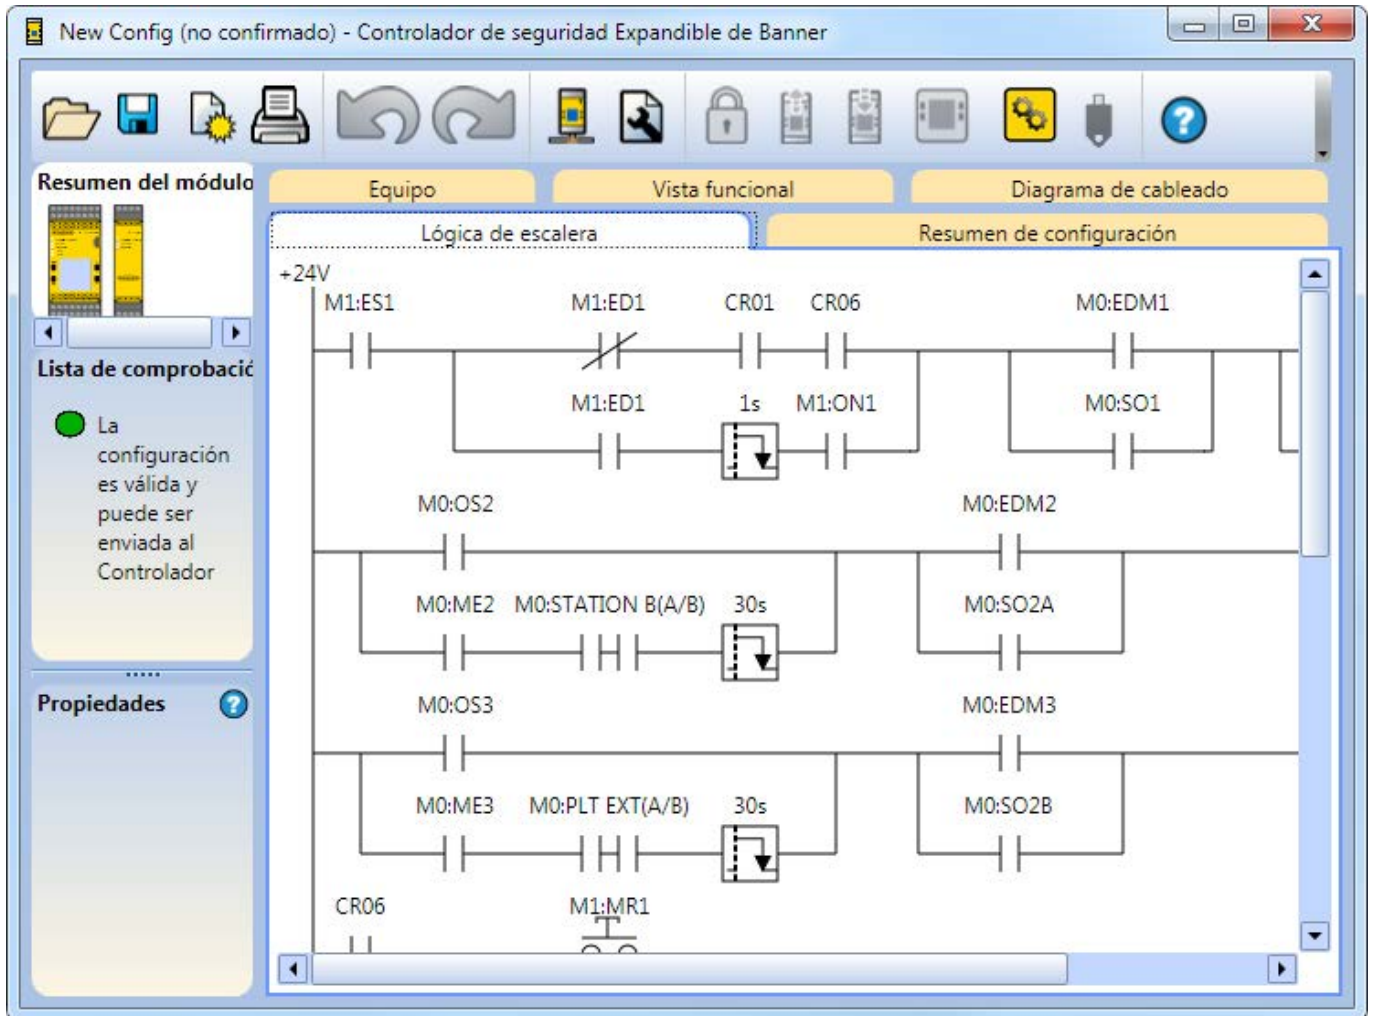 New Config (no confirmado) - Controlador de seguridad Expandible de Banner
Resumen del módulo
Equipo
Vista funcional
Diagrama de cableado
Lógica de escalera
Resumen de configuración
+24V
M1:ES1
M1:ED1
CR01
CR06
M0:EDM1
Lista de comprobació
La
configuración
es válida y
puede ser
enviada al
Controlador
M1:ED1
1s
M1:ON1
M0:SO1
M0:OS2
M0:EDM2
M0:ME2
M0:STATION B(A/B)
30s
M0:SO2A
Propiedades
M0:OS3
M0:EDM3
M0:ME3
M0:PLT EXT(A/B)
30s
M0:SO2B
CR06
M1:MR1